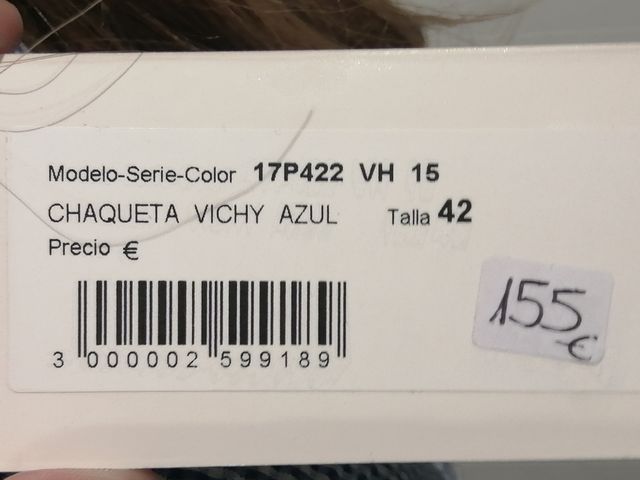 Modelo-Serie-Color 17P422 VH 15
CHAQUETA VICHY AZUL Talla 42
Precio €
155
€
3 000002 599189